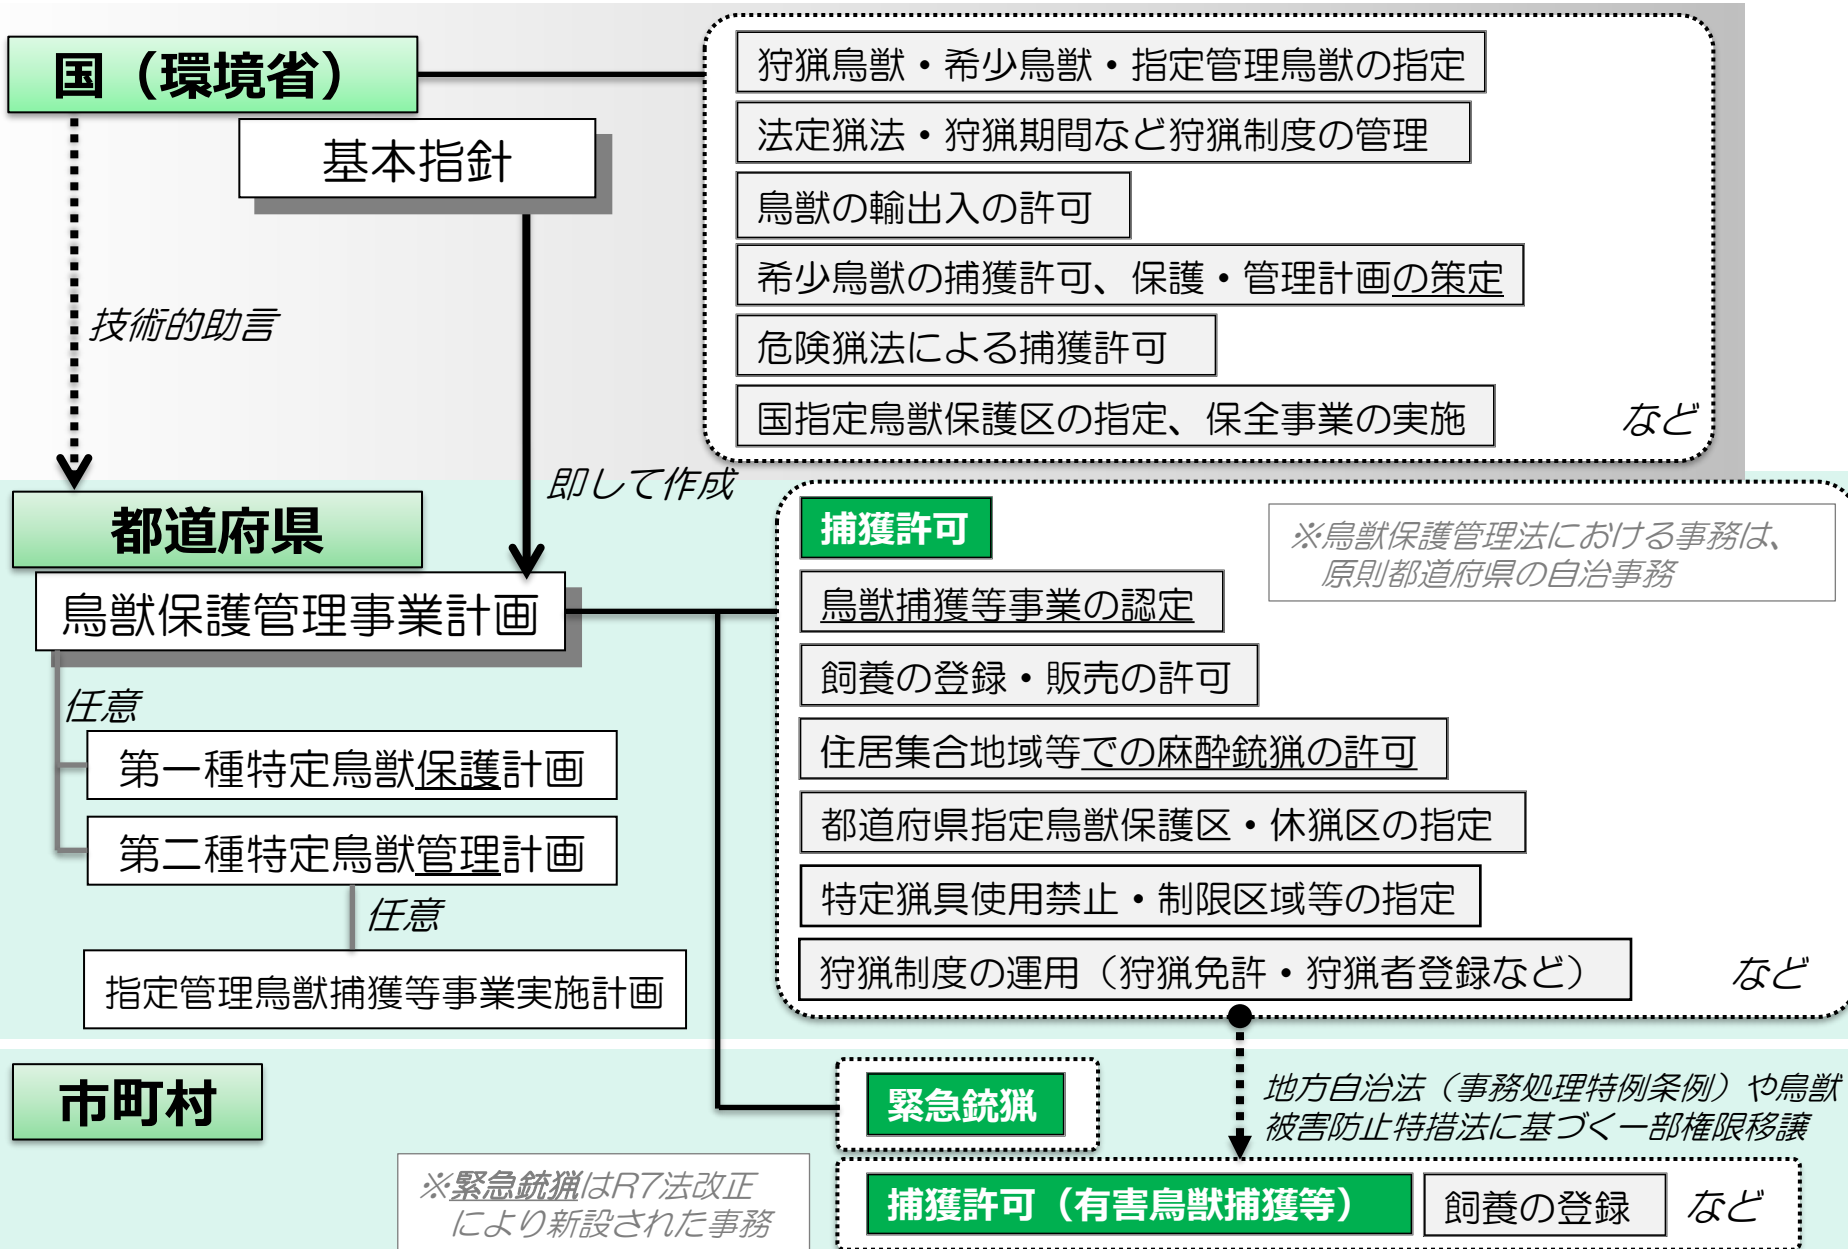 国（環境省）
基本指針
狩猟鳥獣・希少鳥獣・指定管理鳥獣の指定
法定猟法・狩猟期間など狩猟制度の管理
鳥獣の輸出入の許可
希少鳥獣の捕獲許可、保護・管理計画の策定
危険猟法による捕獲許可
国指定鳥獣保護区の指定、保全事業の実施
など
技術的助言
即して作成
都道府県
鳥獣保護管理事業計画
任意
第一種特定鳥獣保護計画
第二種特定鳥獣管理計画
任意
指定管理鳥獣捕獲等事業実施計画
捕獲許可
※鳥獣保護管理法における事務は、
原則都道府県の自治事務
鳥獣捕獲等事業の認定
飼養の登録・販売の許可
住居集合地域等での麻酔銃猟の許可
都道府県指定鳥獣保護区・休猟区の指定
特定猟具使用禁止・制限区域等の指定
狩猟制度の運用（狩猟免許・狩猟者登録など）
など
市町村
緊急銃猟
地方自治法（事務処理特例条例）や鳥獣
被害防止特措法に基づく一部権限移譲
※緊急銃猟はR7法改正
により新設された事務
捕獲許可（有害鳥獣捕獲等）
飼養の登録
など